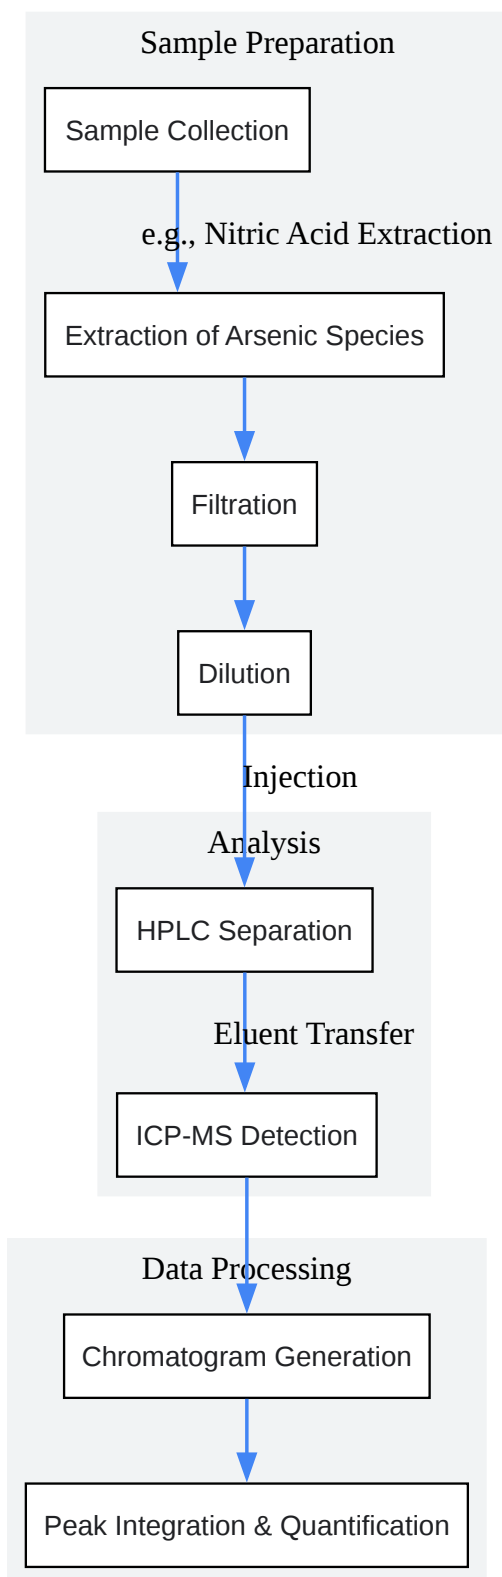 Sample Preparation
Sample Collection
e.g., Nitric Acid Extraction
Extraction of Arsenic Species
Filtration
Dilution
Injection
Analysis
HPLC Separation
Eluent Transfer
ICP-MS Detection
Data Processing
Chromatogram Generation
Peak Integration & Quantification